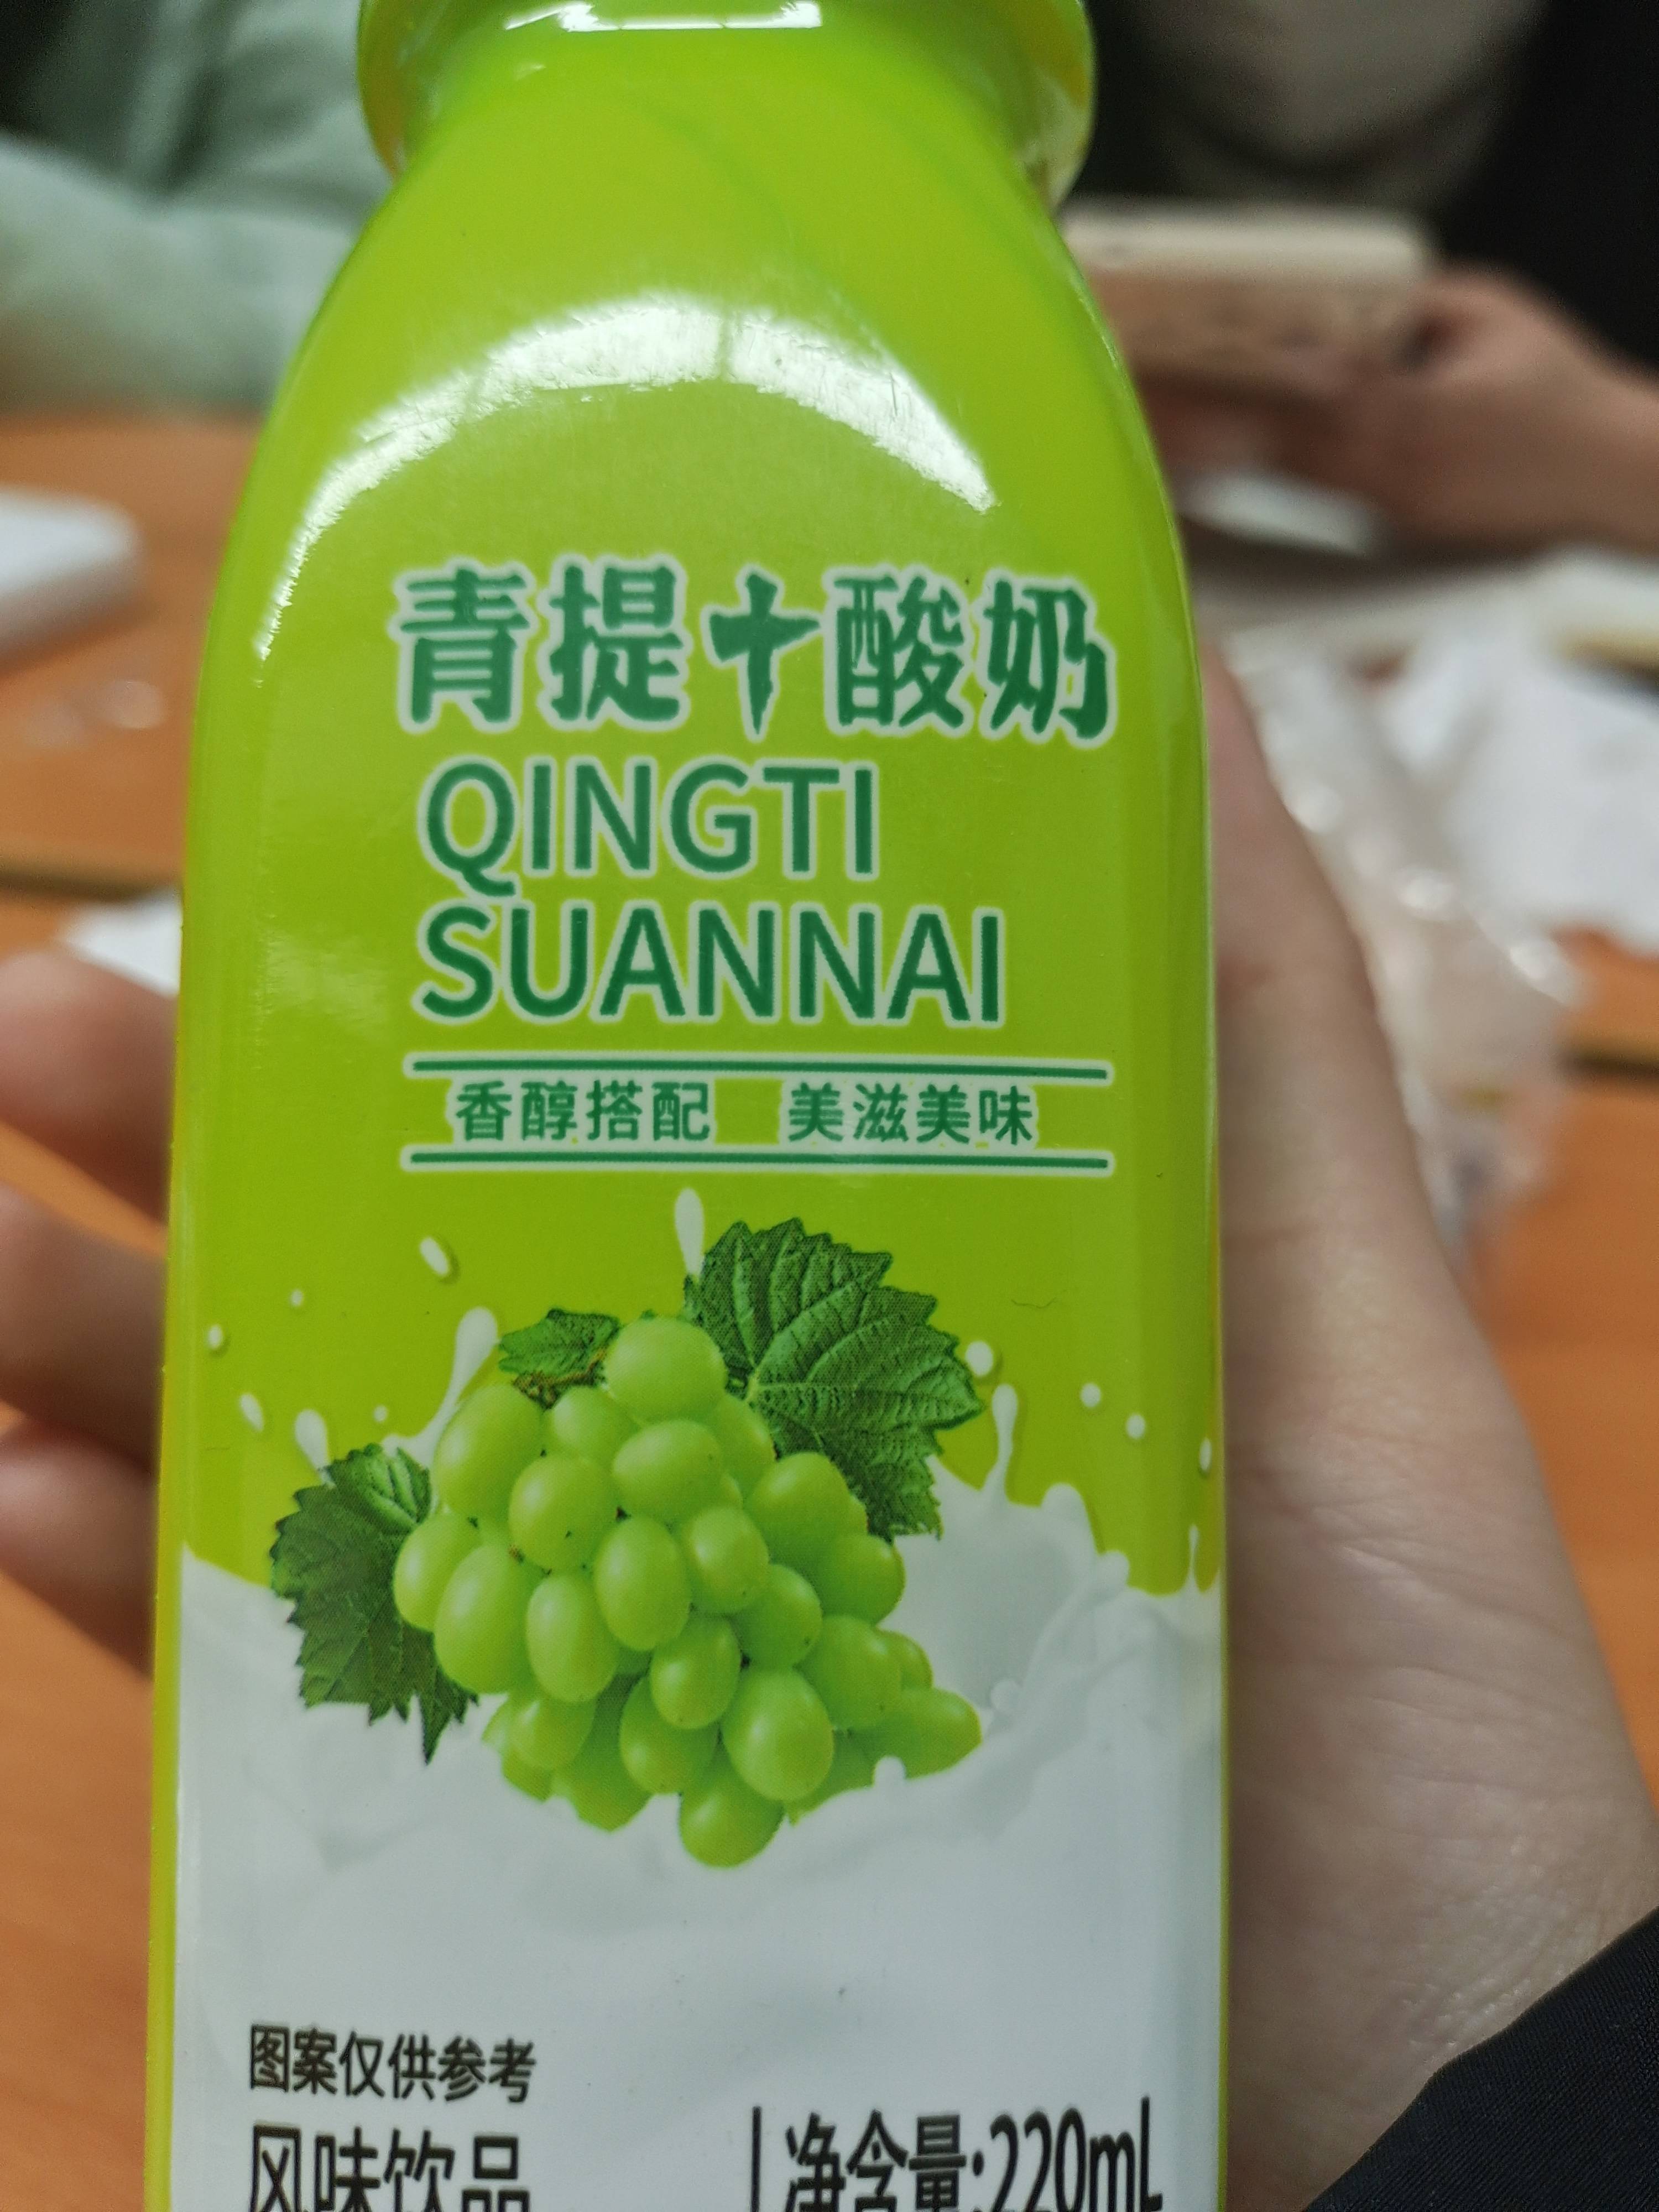 青提+酸奶
QINGTI
SUANNAI
香醇搭配 美滋美味
图案仅供参考
风味饮品 净含量:220mL